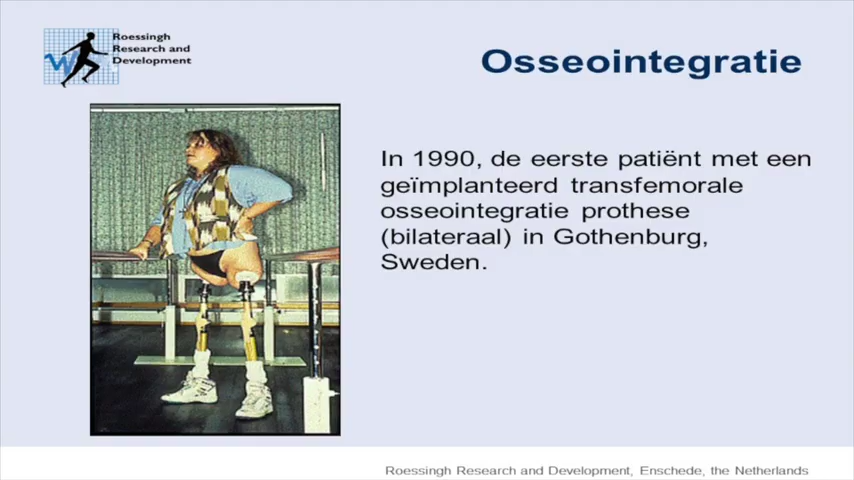 Roessingh
Research and
Development
Osseointegratie
In 1990, de eerste patiënt met een
geïmplanteerd transfemorale
osseointegratie prothese
(bilateraal) in Gothenburg,
Sweden.
Roessingh Research and Development, Enschede, the Netherlands